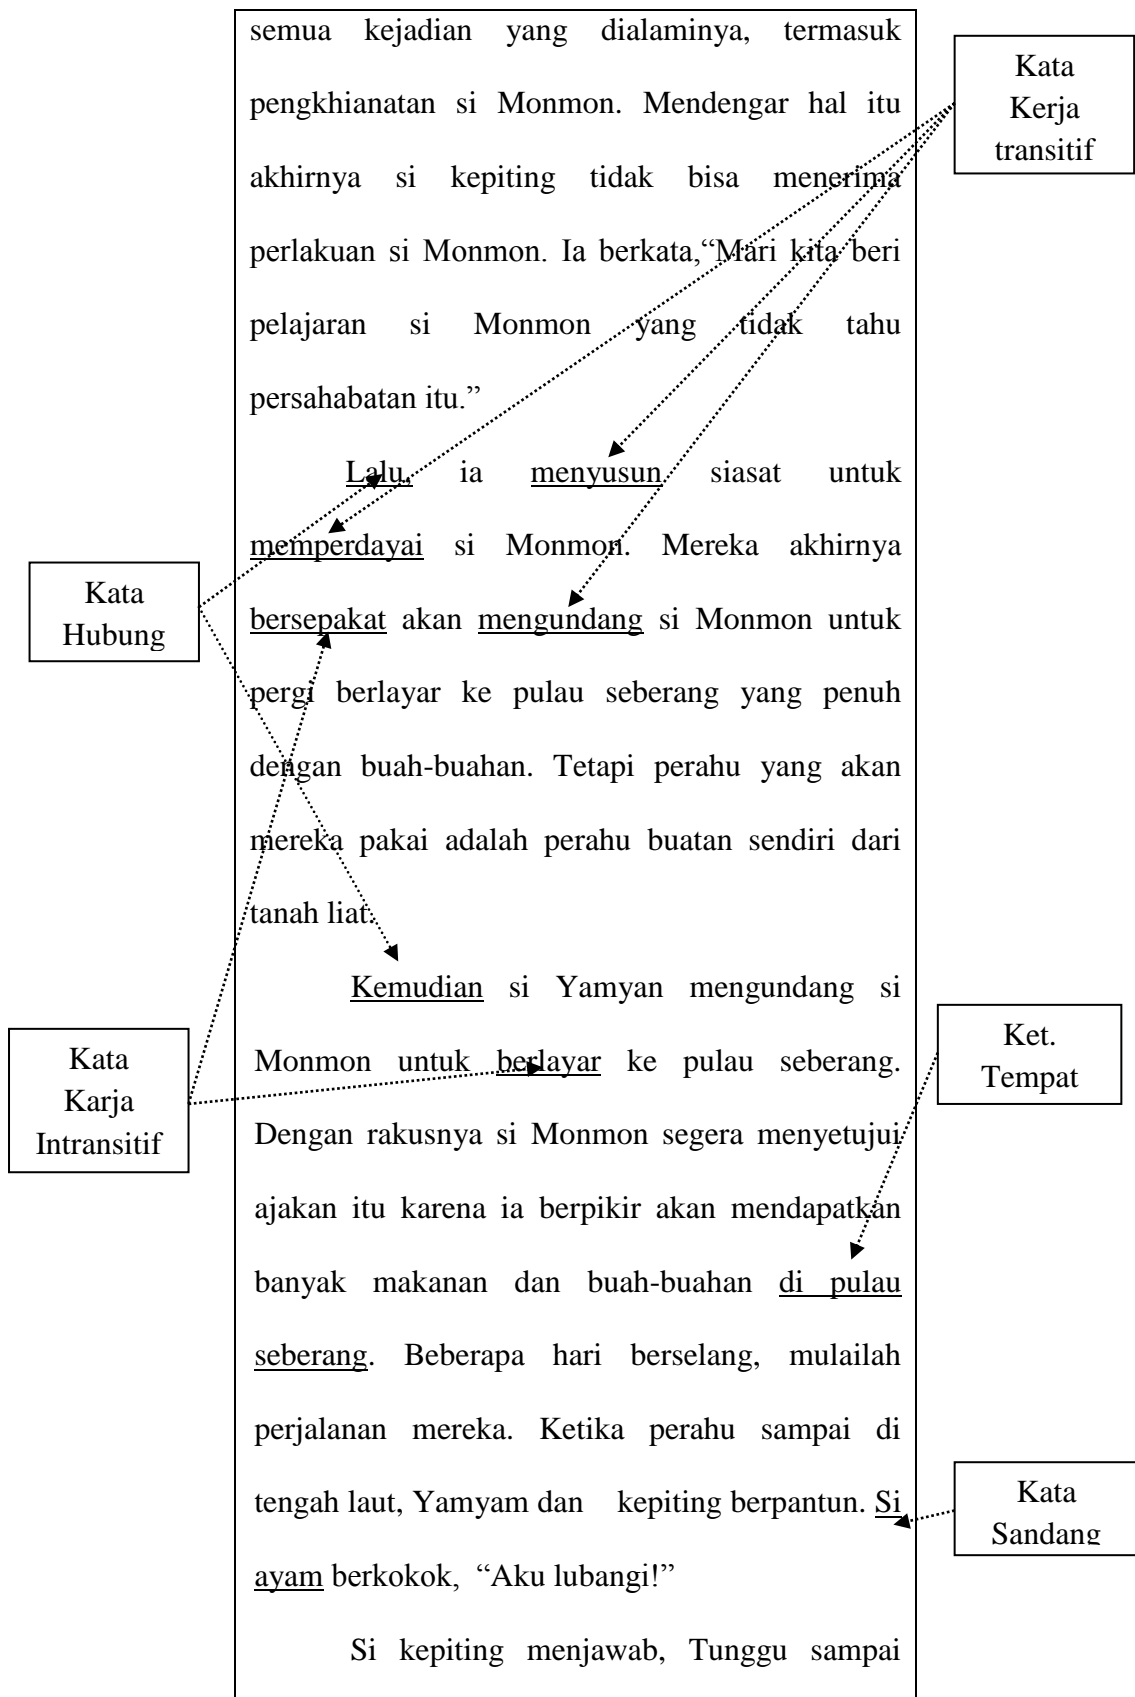 semua kejadian yang dialaminya, termasuk
pengkhianatan si Monmon. Mendengar hal itu
akhirnya si kepiting tidak bisa menerima
perlakuan si Monmon. Ia berkata,“Mari kita beri
pelajaran si Monmon yang tidak tahu
persahabatan itu.”
Lalu, ia menyusun siasat untuk
memperdayai si Monmon. Mereka akhirnya
bersepakat akan mengundang si Monmon untuk
pergi berlayar ke pulau seberang yang penuh
dengan buah-buahan. Tetapi perahu yang akan
mereka pakai adalah perahu buatan sendiri dari
tanah liat.
Kemudian si Yamyan mengundang si
Monmon untuk berlayar ke pulau seberang.
Dengan rakusnya si Monmon segera menyetujui
ajakan itu karena ia berpikir akan mendapatkan
banyak makanan dan buah-buahan di pulau
seberang. Beberapa hari berselang, mulailah
perjalanan mereka. Ketika perahu sampai di
tengah laut, Yamyam dan kepiting berpantun. Si
ayam berkokok, “Aku lubangi!”
Si kepiting menjawab, Tunggu sampai
Kata
Kerja
transitif
Kata
Hubung
Kata
Karja
Intransitif
Ket.
Tempat
Kata
Sandang